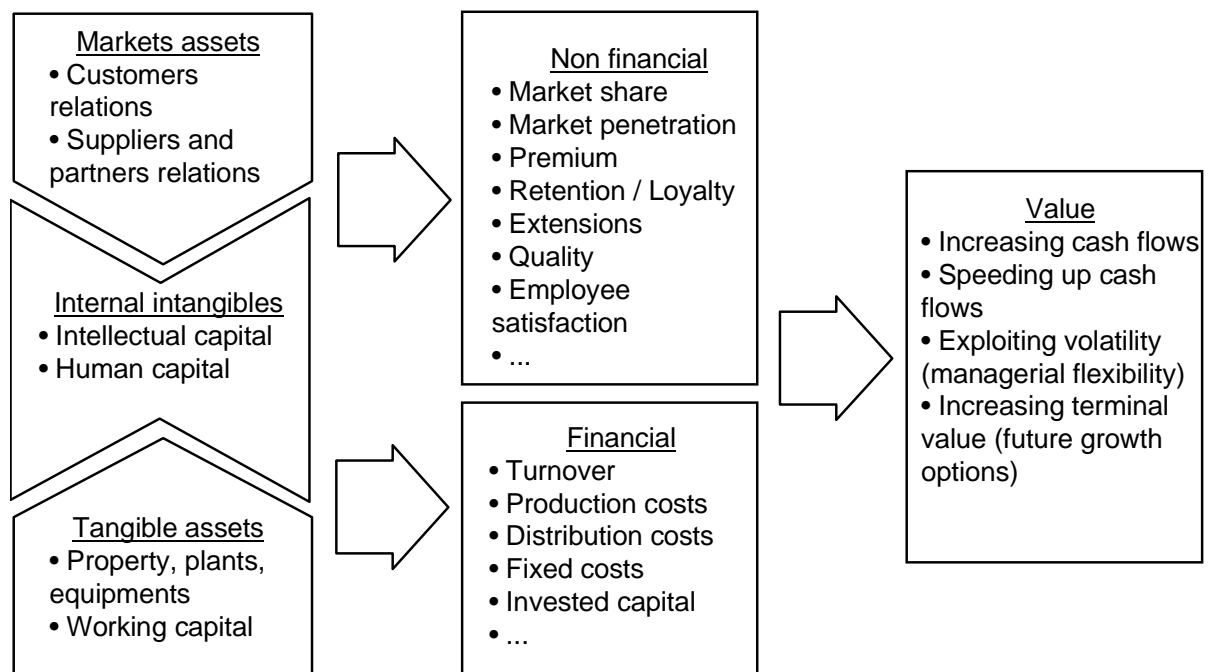 Markets assets
• Customers
relations
• Suppliers and
partners relations
Internal intangibles
• Intellectual capital
• Human capital
Tangible assets
• Property, plants,
equipments
• Working capital
Non financial
• Market share
• Market penetration
• Premium
• Retention / Loyalty
• Extensions
• Quality
• Employee
satisfaction
• ...
Financial
• Turnover
• Production costs
• Distribution costs
• Fixed costs
• Invested capital
• ...
Value
• Increasing cash flows
• Speeding up cash
flows
• Exploiting volatility
(managerial flexibility)
• Increasing terminal
value (future growth
options)